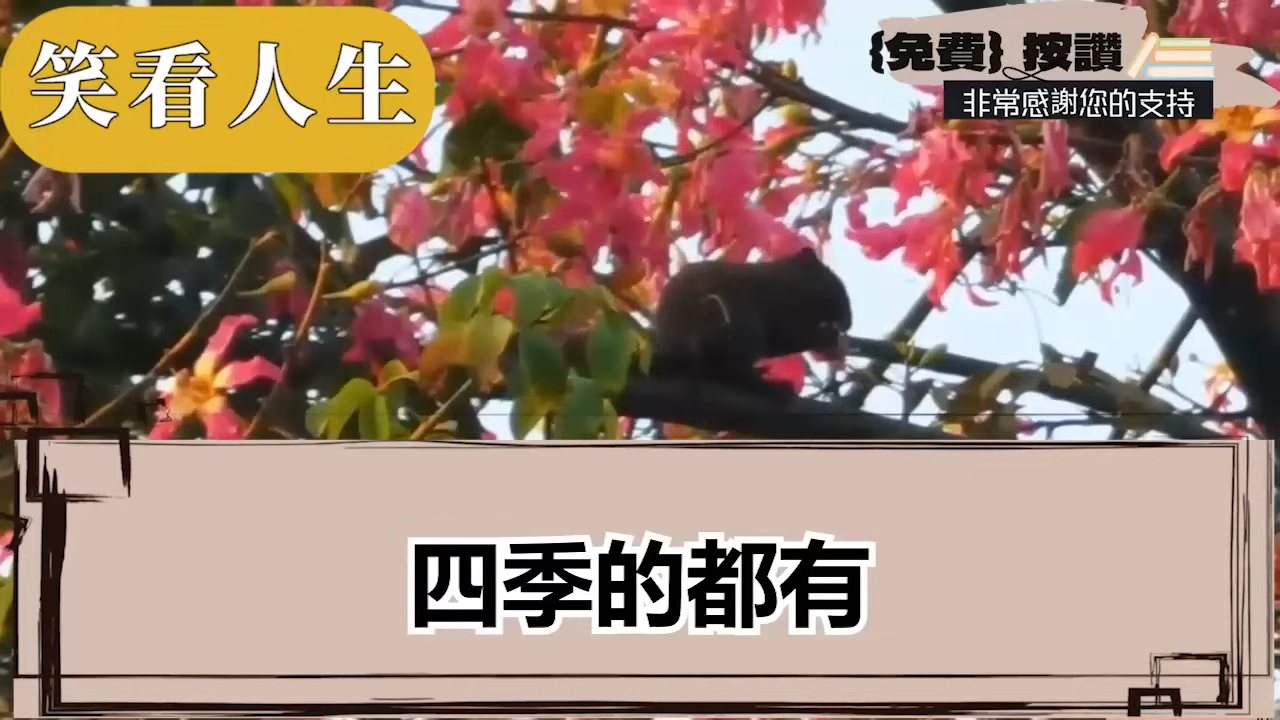 笑看人生
{免費} 按讚
非常感謝您的支持
四季的都有